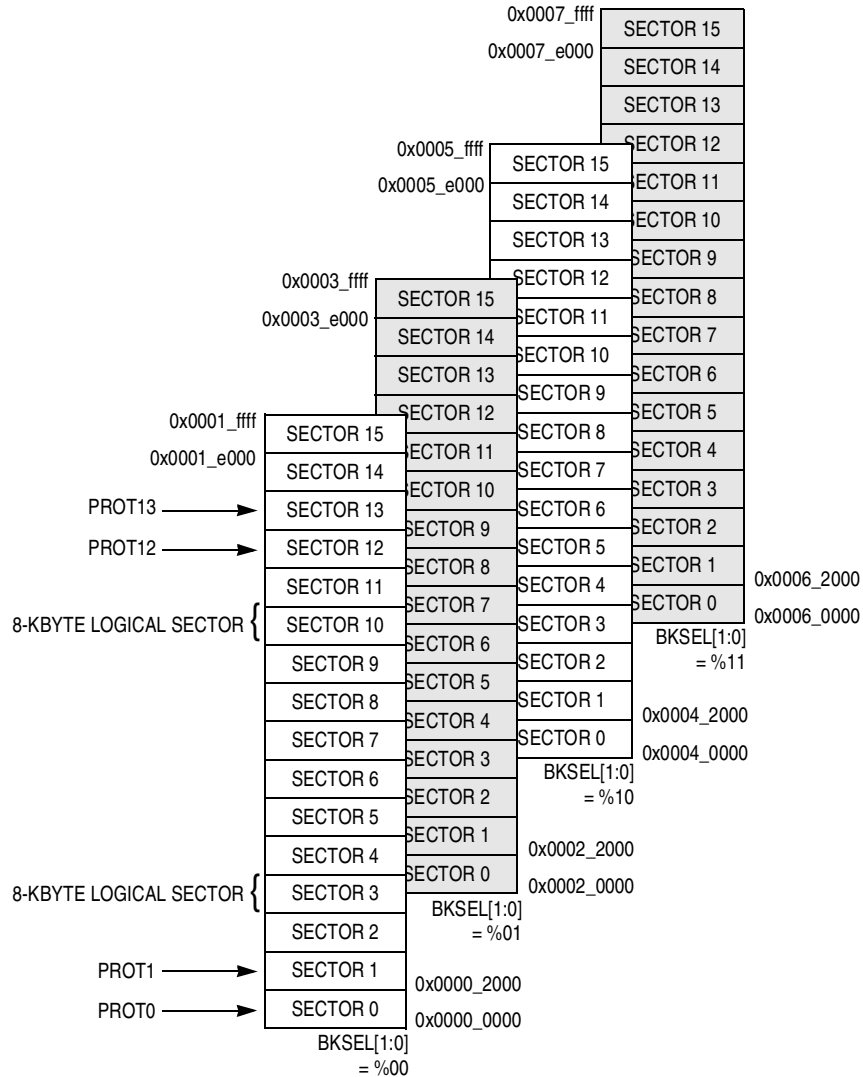 0x0007_ffff
0x0007_e000
SECTOR 15
SECTOR 14
SECTOR 13
SECTOR 12
SECTOR 11
SECTOR 10
SECTOR 9
SECTOR 8
SECTOR 7
SECTOR 6
SECTOR 5
SECTOR 4
SECTOR 3
SECTOR 2
SECTOR 1
SECTOR 0
0x0006_2000
0x0006_0000
BKSEL[1:0]
= %11
0x0005_ffff
0x0005_e000
SECTOR 15
SECTOR 14
SECTOR 13
SECTOR 12
SECTOR 11
SECTOR 10
SECTOR 9
SECTOR 8
SECTOR 7
SECTOR 6
SECTOR 5
SECTOR 4
SECTOR 3
SECTOR 2
SECTOR 1
SECTOR 0
0x0004_2000
0x0004_0000
BKSEL[1:0]
= %10
0x0003_ffff
0x0003_e000
SECTOR 15
SECTOR 14
SECTOR 13
SECTOR 12
SECTOR 11
SECTOR 10
SECTOR 9
SECTOR 8
SECTOR 7
SECTOR 6
SECTOR 5
SECTOR 4
SECTOR 3
SECTOR 2
SECTOR 1
SECTOR 0
0x0002_2000
0x0002_0000
BKSEL[1:0]
= %01
0x0001_ffff
0x0001_e000
SECTOR 15
SECTOR 14
PROT13
SECTOR 13
PROT12
SECTOR 12
SECTOR 11
8-KBYTE LOGICAL SECTOR {
SECTOR 10
SECTOR 9
SECTOR 8
SECTOR 7
SECTOR 6
SECTOR 5
SECTOR 4
8-KBYTE LOGICAL SECTOR {
SECTOR 3
SECTOR 2
PROT1
SECTOR 1
0x0000_2000
PROT0
SECTOR 0
0x0000_0000
BKSEL[1:0]
= %00